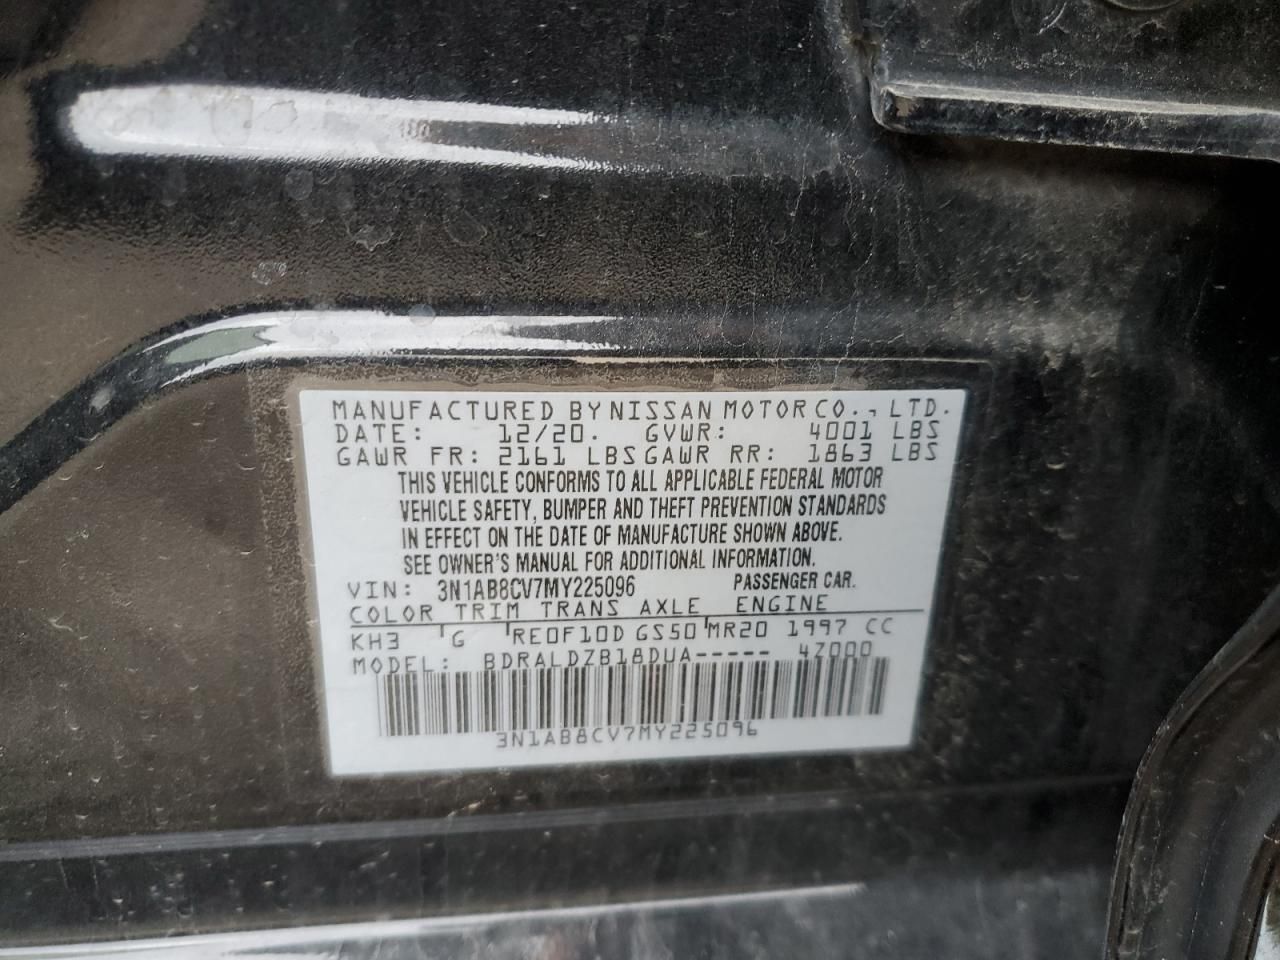 MANUFACTURED BY NISSAN MOTOR CO., LTD.
DATE: 12/20. GVWR: 4001 LBS
GAWR FR: 2161 LBS GAWR RR: 1863 LBS
THIS VEHICLE CONFORMS TO ALL APPLICABLE FEDERAL MOTOR
VEHICLE SAFETY, BUMPER AND THEFT PREVENTION STANDARDS
IN EFFECT ON THE DATE OF MANUFACTURE SHOWN ABOVE.
SEE OWNER'S MANUAL FOR ADDITIONAL INFORMATION.
VIN: 3N1AB8CV7MY225096 PASSENGER CAR.
COLOR TRIM TRANS AXLE ENGINE
KH3 G RE0F10D GS50 MR20 1997 CC
MODEL: BDRALDZB18DUA----- 4Z000
3N1AB8CV7MY225096